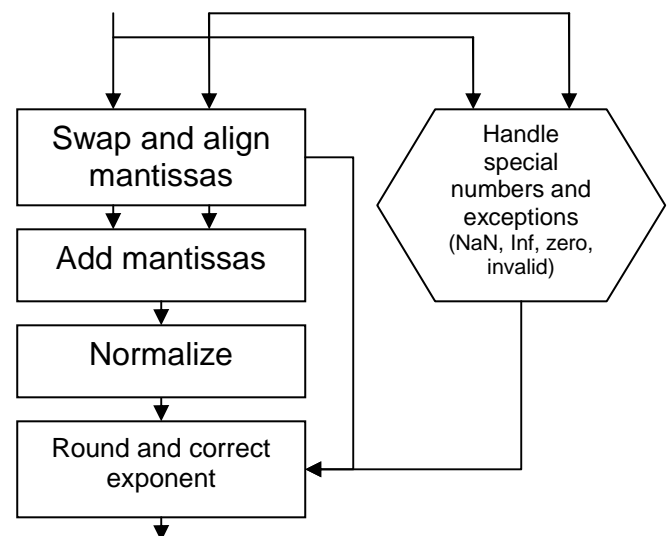 Swap and align
mantissas
Add mantissas
Normalize
Round and correct
exponent
Handle
special
numbers and
exceptions
(NaN, Inf, zero,
invalid)